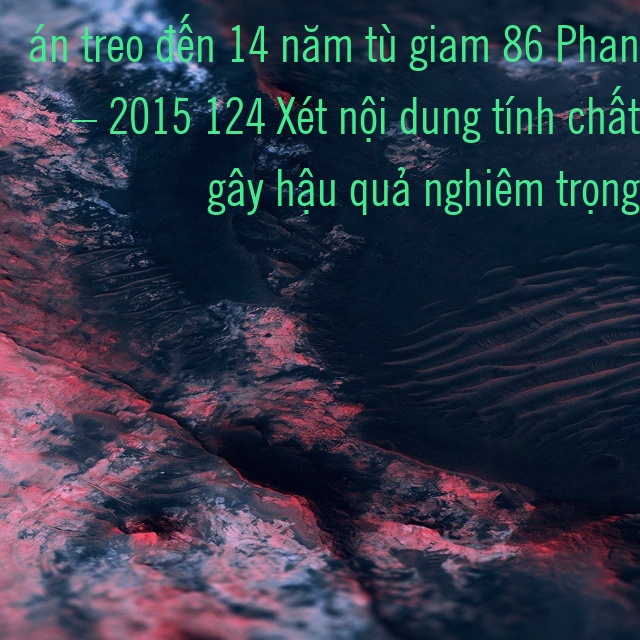 án treo đến 14 năm tù giam 86 Phan
– 2015 124 Xét nội dung tính chất
gây hậu quả nghiêm trọng